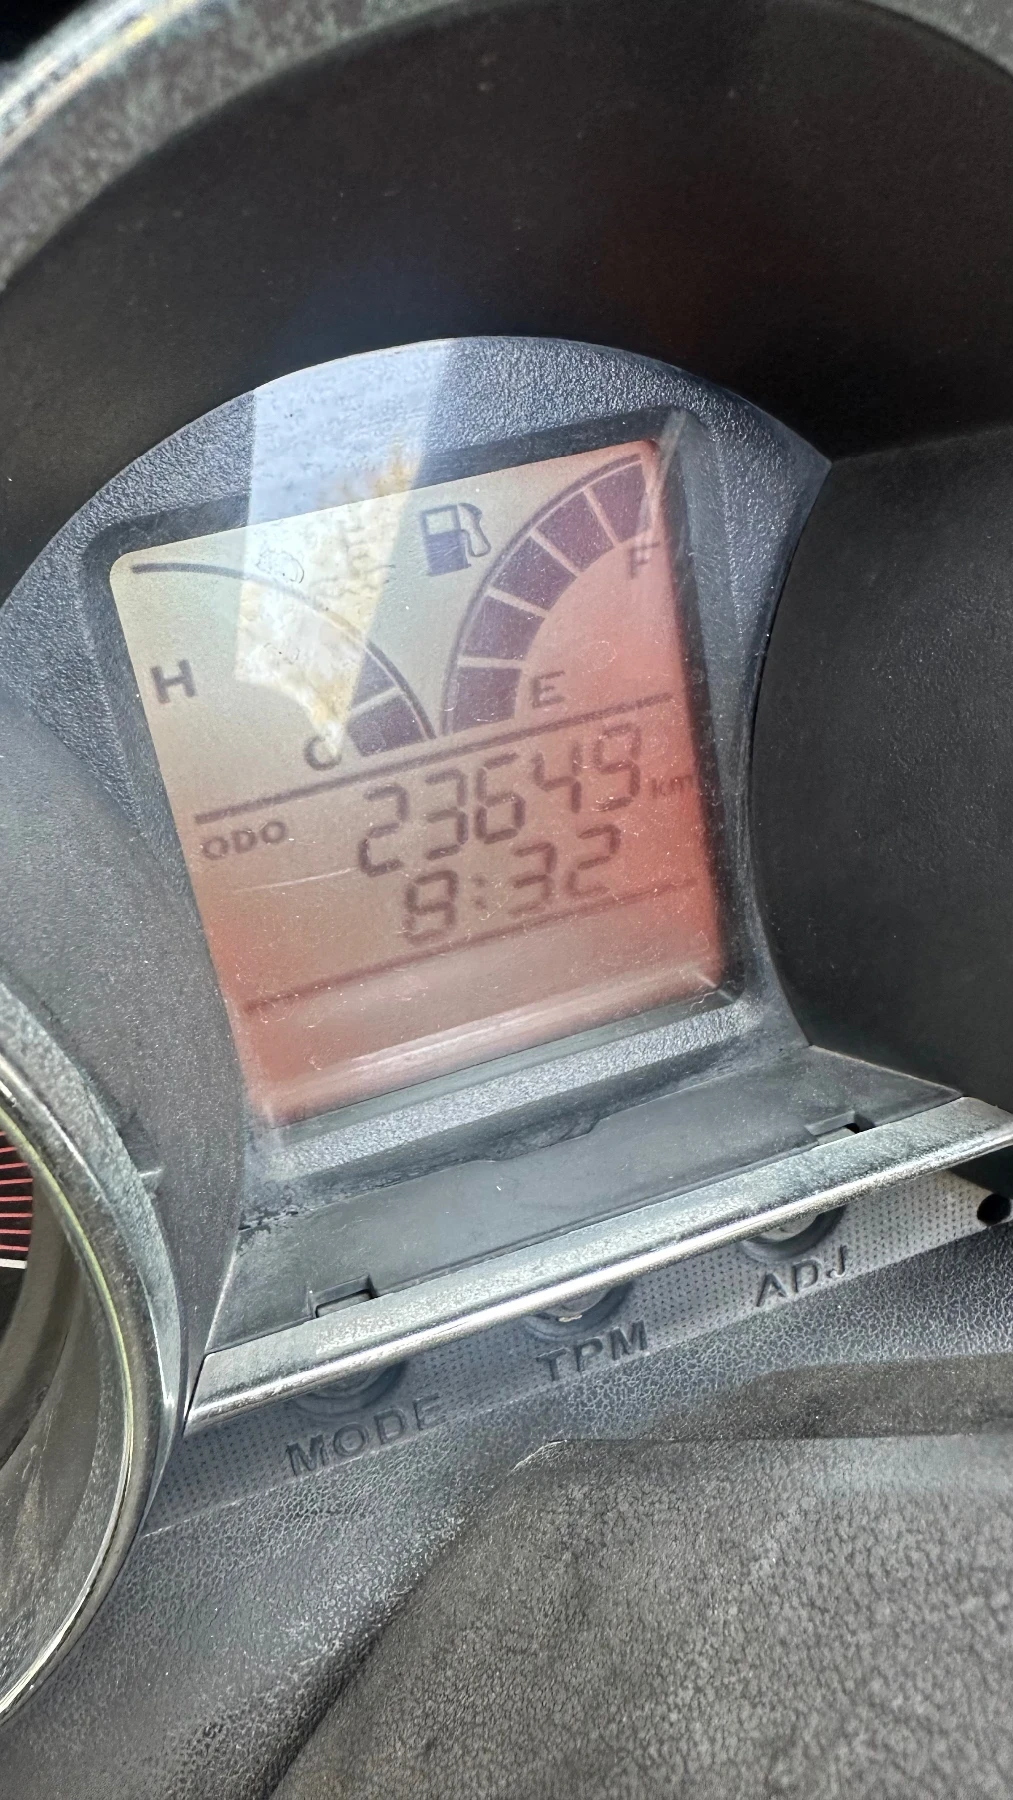 F
H
E
C
ODO 23649 km
8:32
ADJ
TPM
MODE